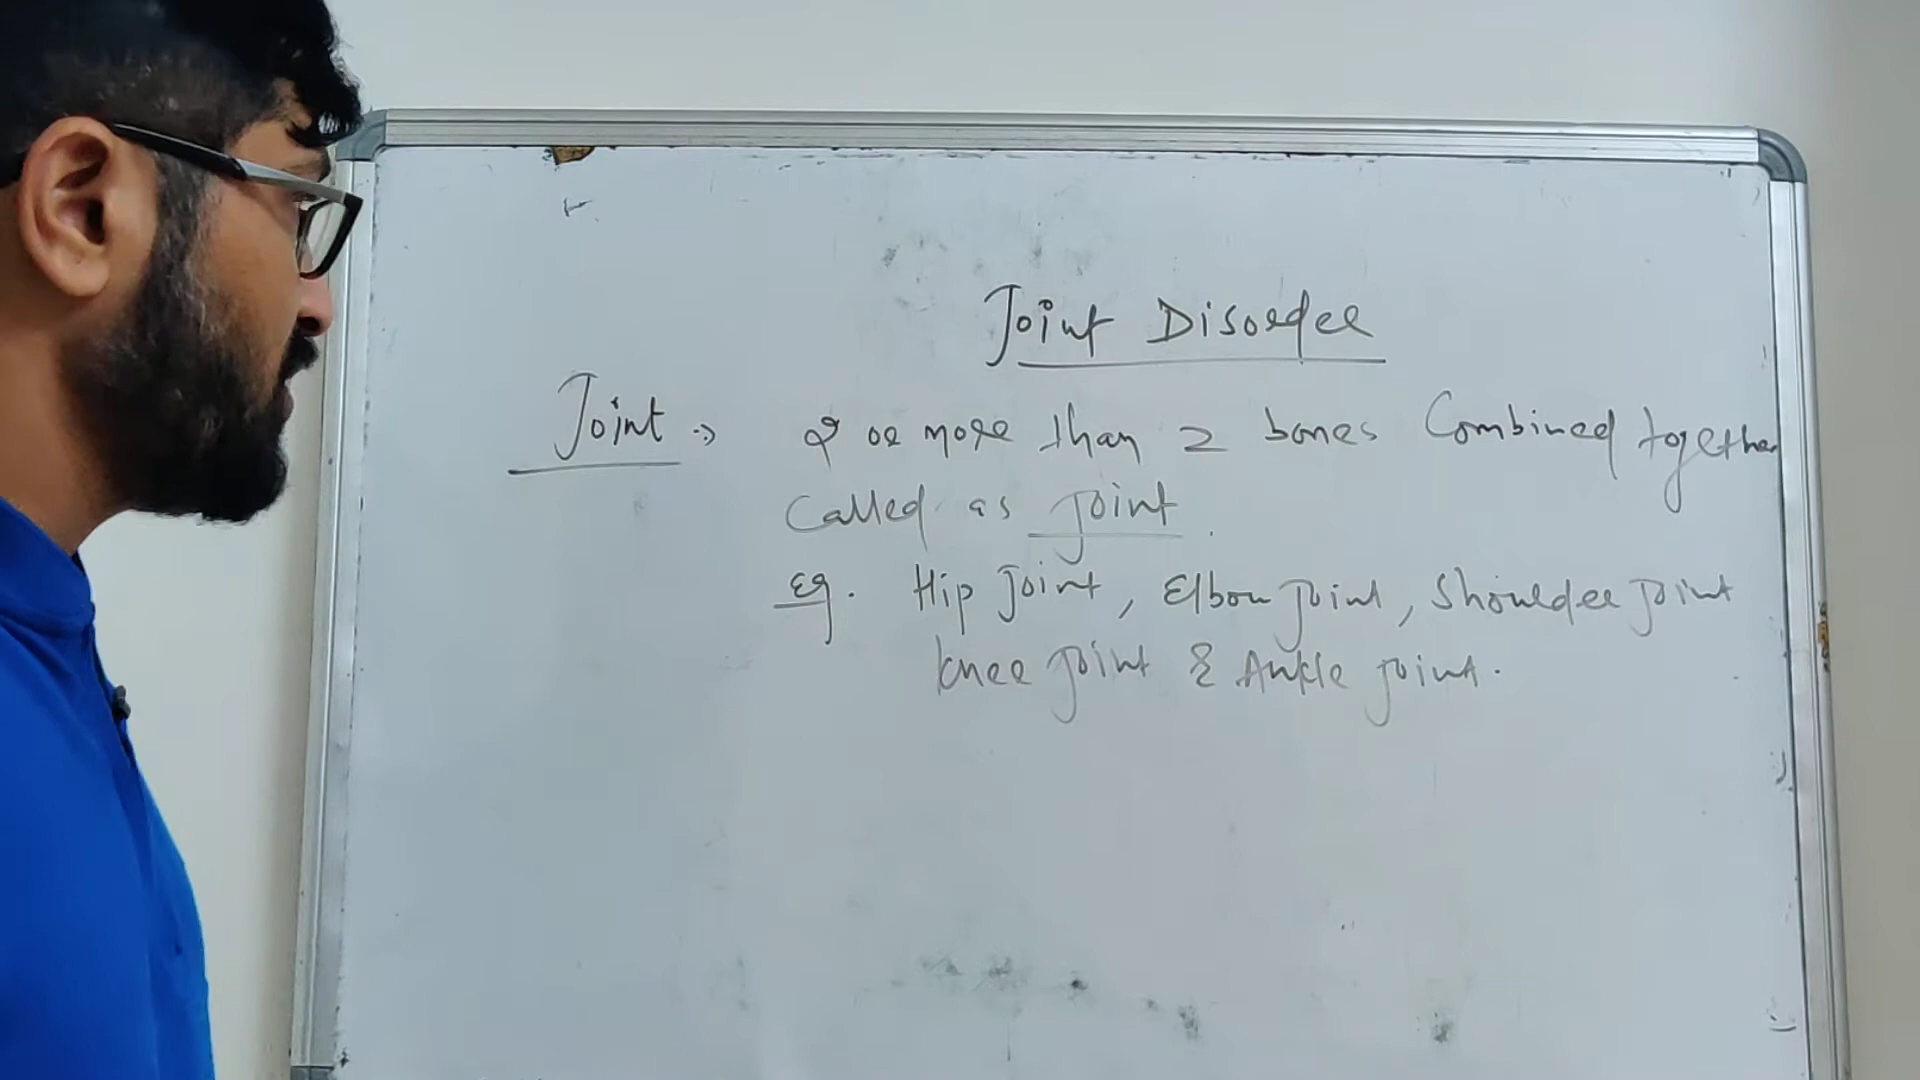 Joint Disorder
Joint → 2 or more than 2 bones Combined together
Called as joint.
Eg. Hip Joint, Elbow joint, Shoulder joint
knee joint & Ankle joint.